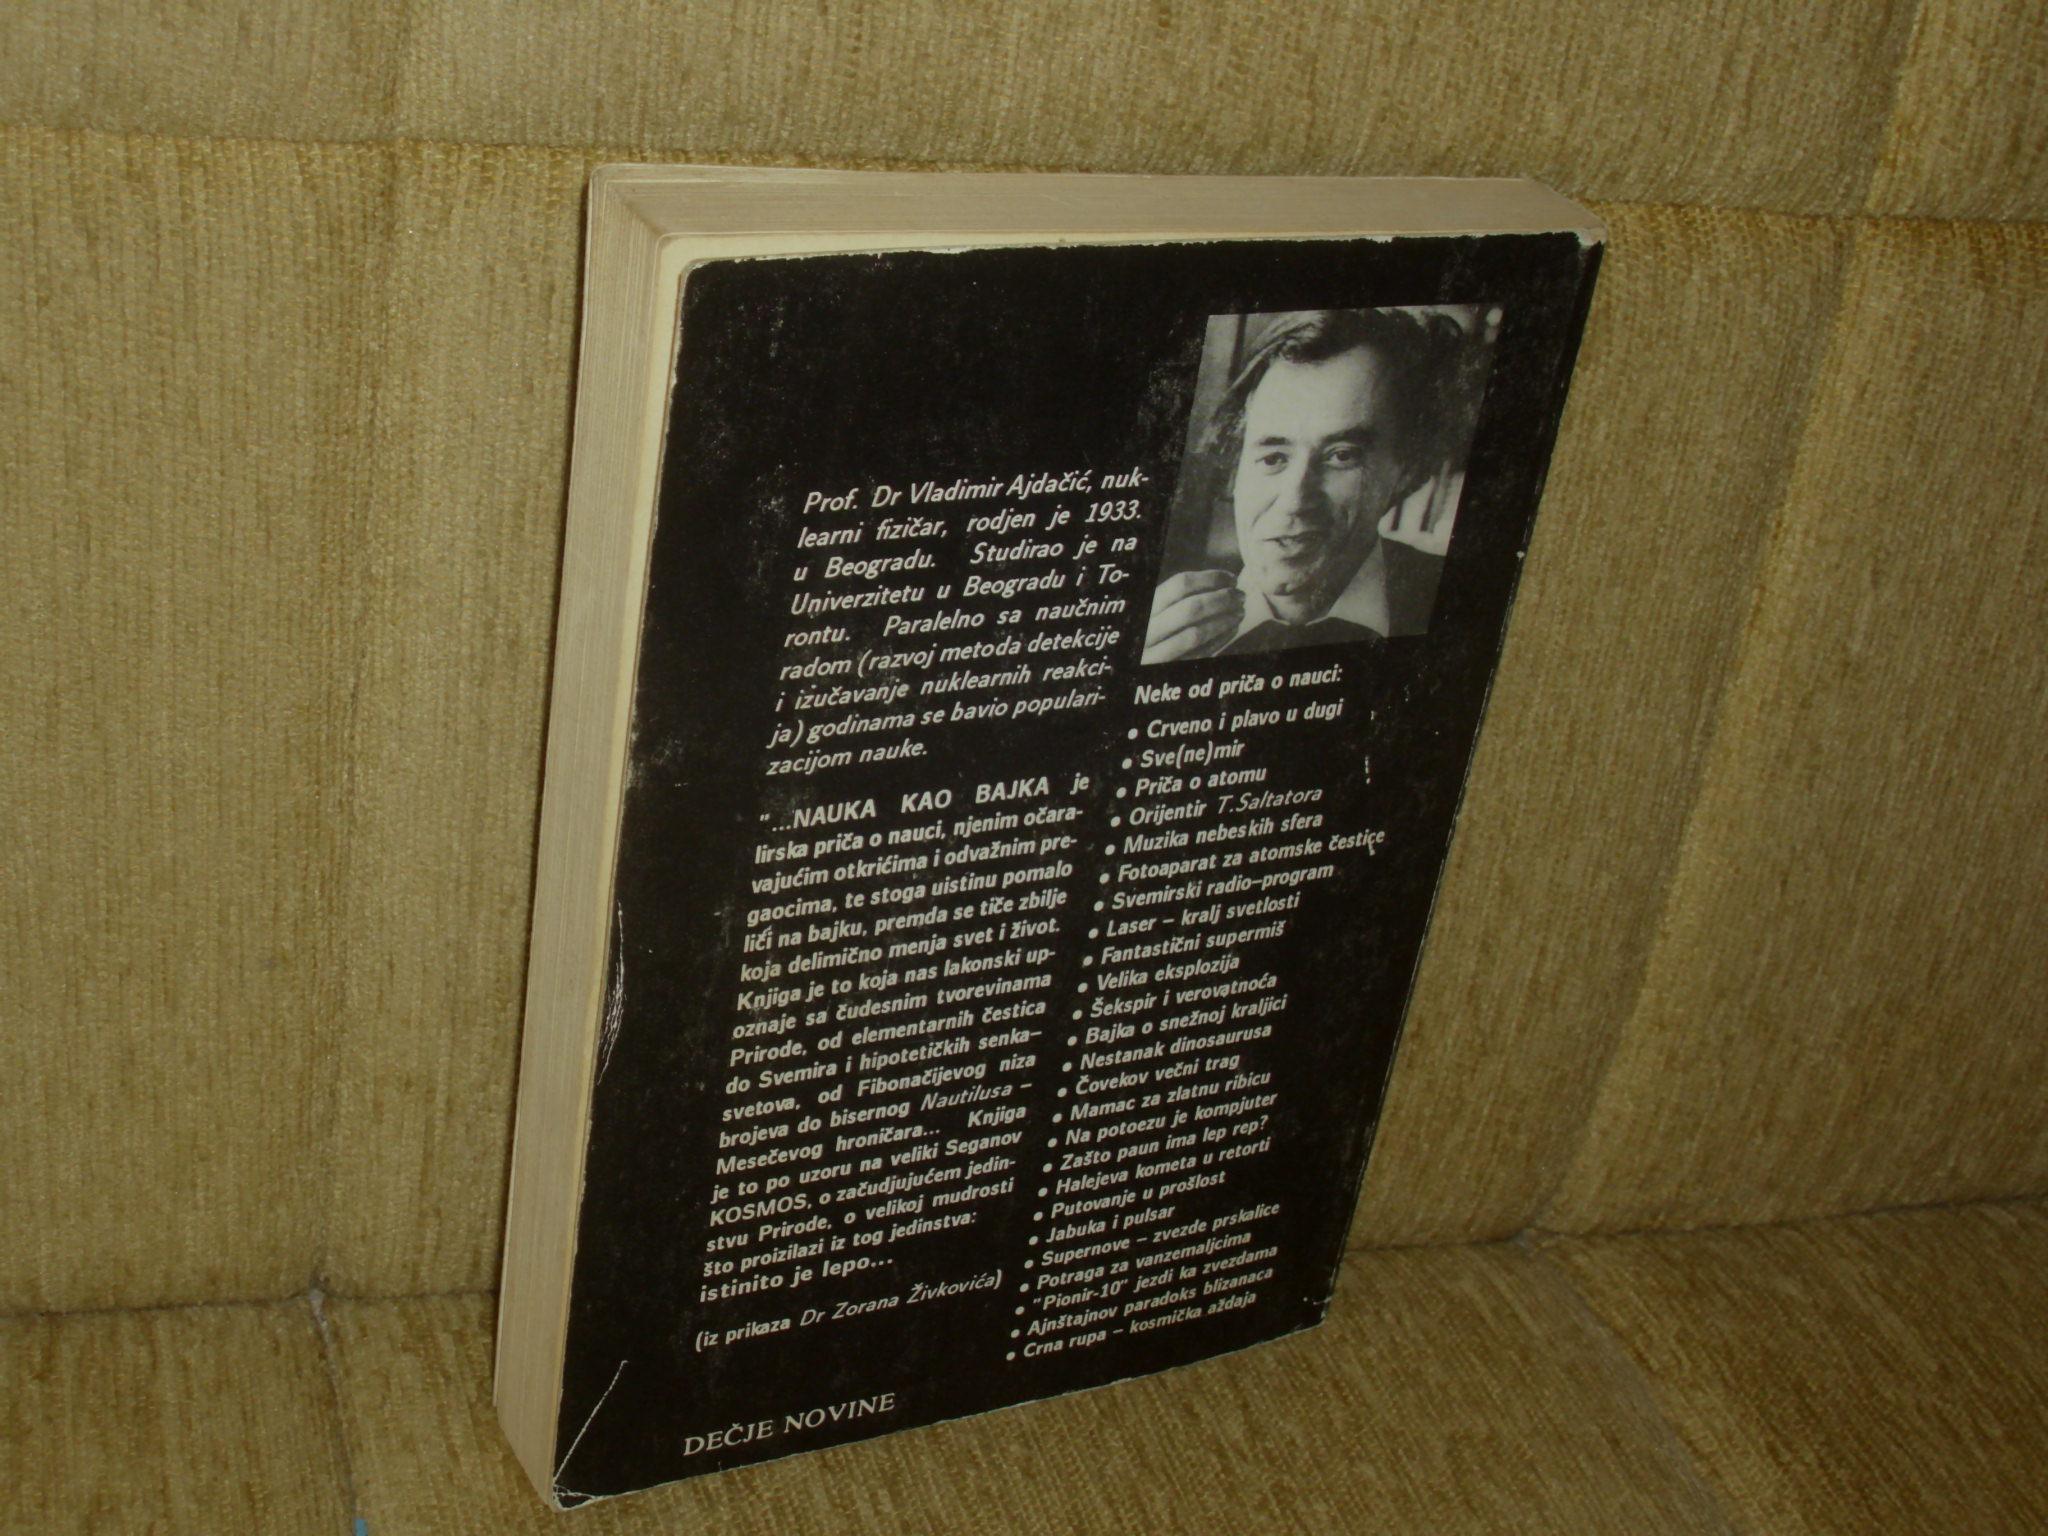 Prof. Dr Vladimir Ajdačić, nuk-
learni fizičar, rodjen je 1933.
u Beogradu. Studirao je na
Univerzitetu u Beogradu i To-
rontu. Paralelno sa naučnim
radom (razvoj metoda detekcije
i izučavanje nuklearnih reakci-
ja) godinama se bavio populari-
zacijom nauke.
"...NAUKA KAO BAJKA je
lirska priča o nauci, njenim očara-
vajućim otkrićima i odvažnim pre-
gaocima, te stoga uistinu pomalo
liči na bajku, premda se tiče zbilje
koja delimično menja svet i život.
Knjiga je to koja nas lakonski up-
oznaje sa čudesnim tvorevinama
Prirode, od elementarnih čestica
do Svemira i hipotetičkih senka–
svetova, od Fibonačijevog niza
brojeva do bisernog Nautilusa –
Mesečevog hroničara... Knjiga
je to po uzoru na veliki Seganov
KOSMOS, o začudjujućem jedin-
stvu Prirode, o velikoj mudrosti
što proizilazi iz tog jedinstva:
istinito je lepo...
(iz prikaza Dr Zorana Živkovića)
DEČJE NOVINE
Neke od priča o nauci:
• Crveno i plavo u dugi
• Sve(ne)mir
• Priča o atomu
• Orijentir T.Saltatora
• Muzika nebeskih sfera
• Fotoaparat za atomske čestice
• Svemirski radio–program
• Laser – kralj svetlosti
• Fantastični supermiš
• Velika eksplozija
• Šekspir i verovatnoća
• Bajka o snežnoj kraljici
• Nestanak dinosaurusa
• Čovekov večni trag
• Mamac za zlatnu ribicu
• Na potoezu je kompjuter
• Zašto paun ima lep rep?
• Halejeva kometa u retorti
• Putovanje u prošlost
• Jabuka i pulsar
• Supernove – zvezde prskalice
• Potraga za vanzemaljcima
• "Pionir-10" jezdi ka zvezdama
• Ajnštajnov paradoks blizanaca
• Crna rupa – kosmička aždaja